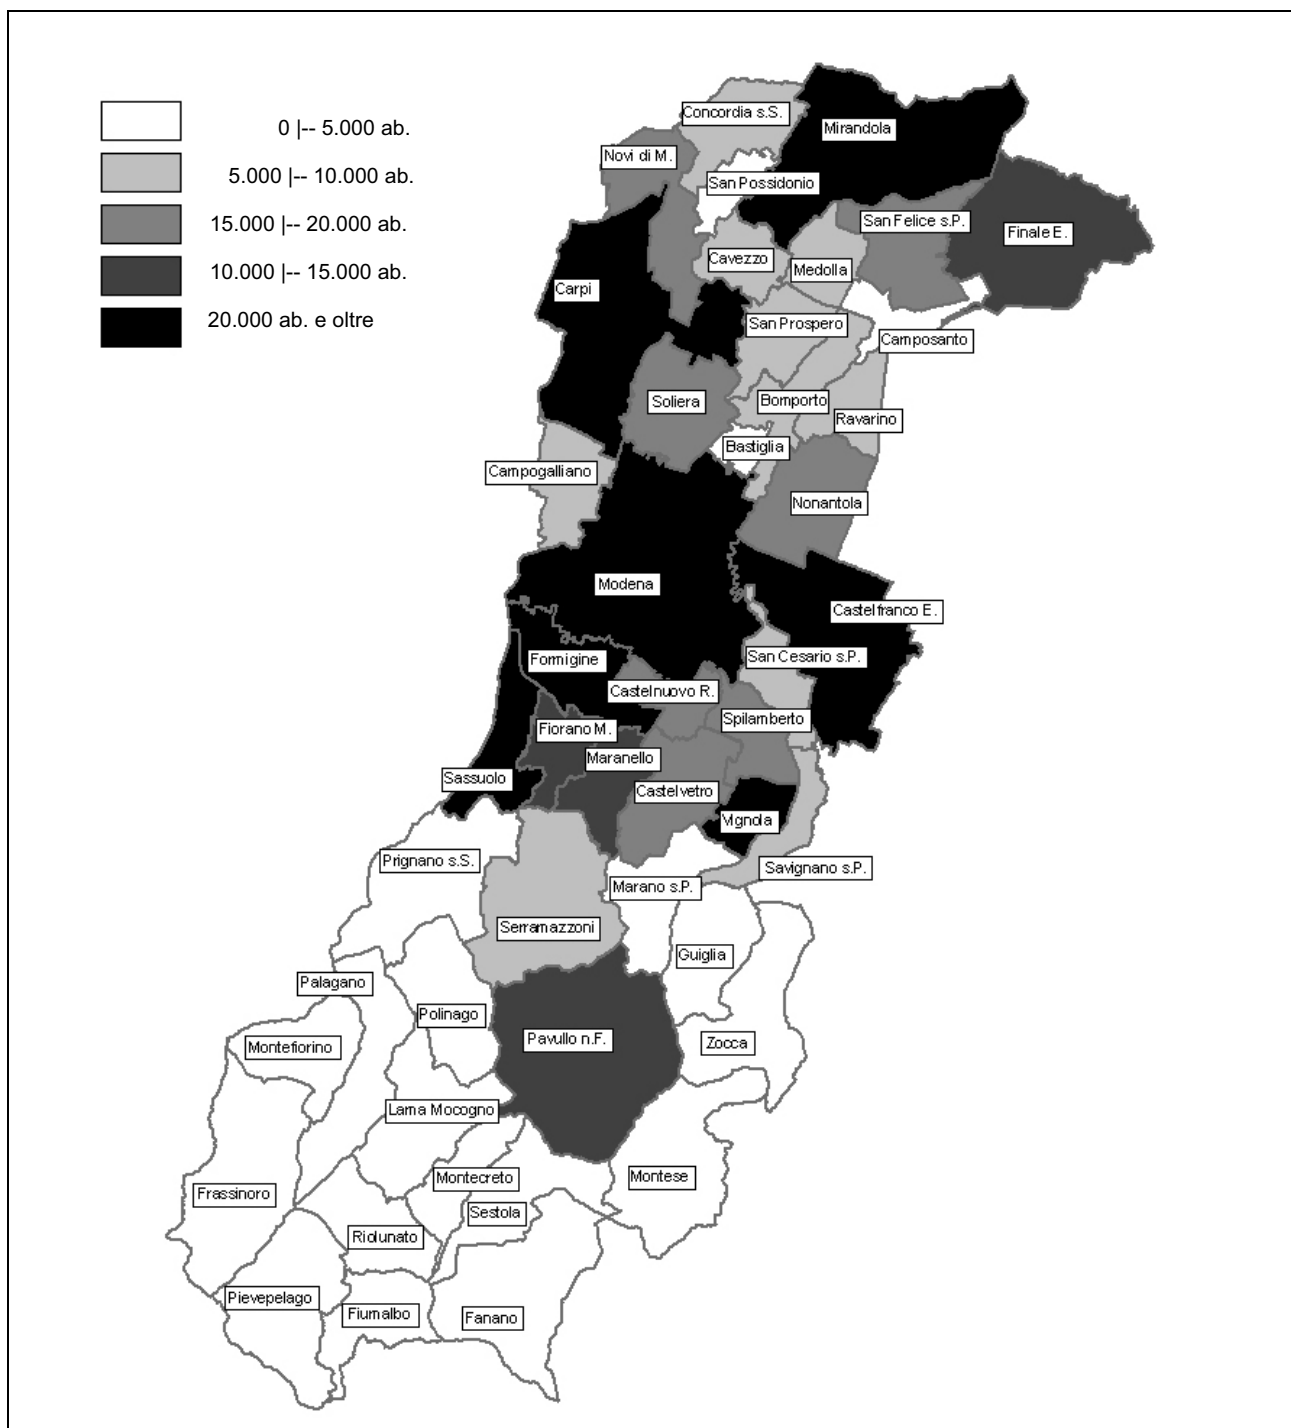 0 |-- 5.000 ab.
5.000 |-- 10.000 ab.
15.000 |-- 20.000 ab.
10.000 |-- 15.000 ab.
20.000 ab. e oltre
Concordia s.S.
Mirandola
Novi di M.
San Possidonio
San Felice s.P.
Finale E.
Cavezzo
Medolla
Carpi
San Prospero
Camposanto
Soliera
Bomporto
Ravarino
Bastiglia
Campogalliano
Nonantola
Modena
Castelfranco E.
Formigine
San Cesario s.P.
Castelnuovo R.
Spilamberto
Fiorano M.
Maranello
Sassuolo
Castelvetro
Vignola
Prignano s.S.
Savignano s.P.
Marano s.P.
Serramazzoni
Guiglia
Palagano
Polinago
Pavullo n.F.
Zocca
Montefiorino
Lama Mocogno
Montecreto
Montese
Frassinoro
Sestola
Riolunato
Pievepelago
Fiumalbo
Fanano